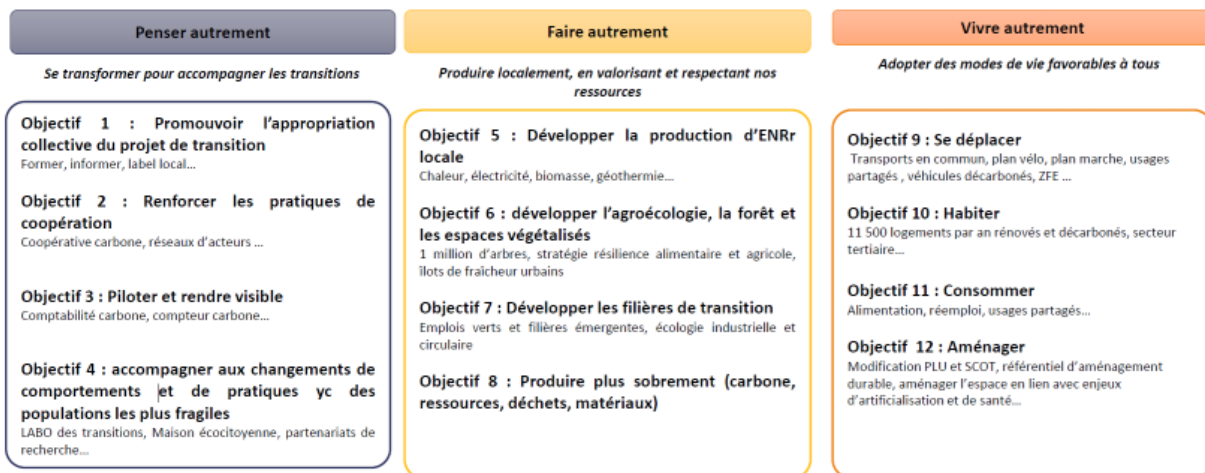 Penser autrement
Se transformer pour accompagner les transitions
Objectif 1 : Promouvoir l'appropriation
collective du projet de transition
Former, informer, label local...
Objectif 2 : Renforcer les pratiques de
coopération
Coopérative carbone, réseaux d'acteurs ...
Objectif 3 : Piloter et rendre visible
Comptabilité carbone, compteur carbone...
Objectif 4 : accompagner aux changements de
comportements et de pratiques yc des
populations les plus fragiles
LABO des transitions, Maison écocitoyenne, partenariats de
recherche...
Faire autrement
Produire localement, en valorisant et respectant nos
ressources
Objectif 5 : Développer la production d'ENRr
locale
Chaleur, électricité, biomasse, géothermie...
Objectif 6 : développer l'agroécologie, la forêt et
les espaces végétalisés
1 million d'arbres, stratégie résilience alimentaire et agricole,
îlots de fraîcheur urbains
Objectif 7 : Développer les filières de transition
Emplois verts et filières émergentes, écologie industrielle et
circulaire
Objectif 8 : Produire plus sobrement (carbone,
ressources, déchets, matériaux)
Vivre autrement
Adopter des modes de vie favorables à tous
Objectif 9 : Se déplacer
Transports en commun, plan vélo, plan marche, usages
partagés , véhicules décarbonés, ZFE ...
Objectif 10 : Habiter
11 500 logements par an rénovés et décarbonés, secteur
tertiaire...
Objectif 11 : Consommer
Alimentation, réemploi, usages partagés...
Objectif 12 : Aménager
Modification PLU et SCOT, référentiel d'aménagement
durable, aménager l'espace en lien avec enjeux
d'artificialisation et de santé...